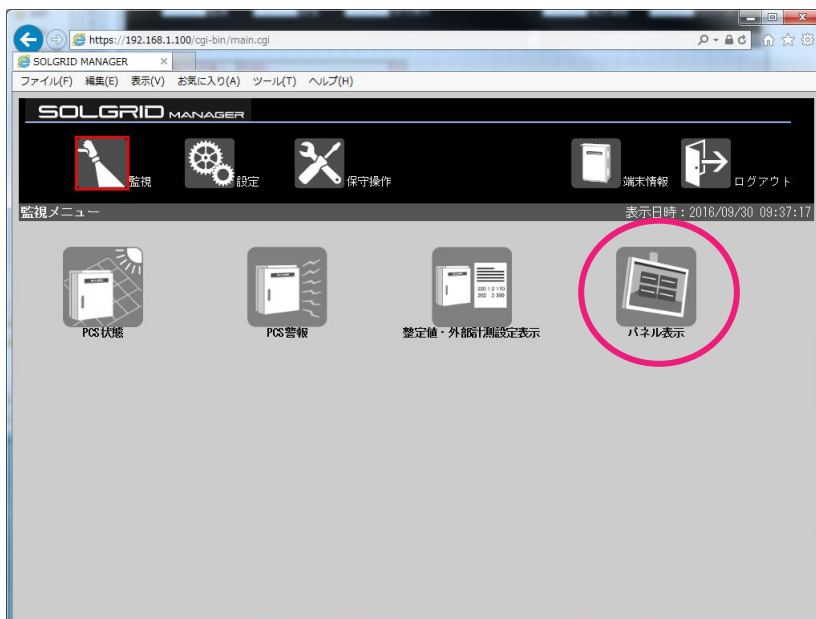 https://192.168.1.100/cgi-bin/main.cgi
SOLGRID MANAGER
ファイル(F) 編集(E) 表示(V) お気に入り(A) ツール(T) ヘルプ(H)
SOLGRID MANAGER
監視 設定 保守操作 端末情報 ログアウト
監視メニュー 表示日時:2016/09/30 09:37:17
PCS状態 PCS警報 整定値・外部計測設定表示 パネル表示